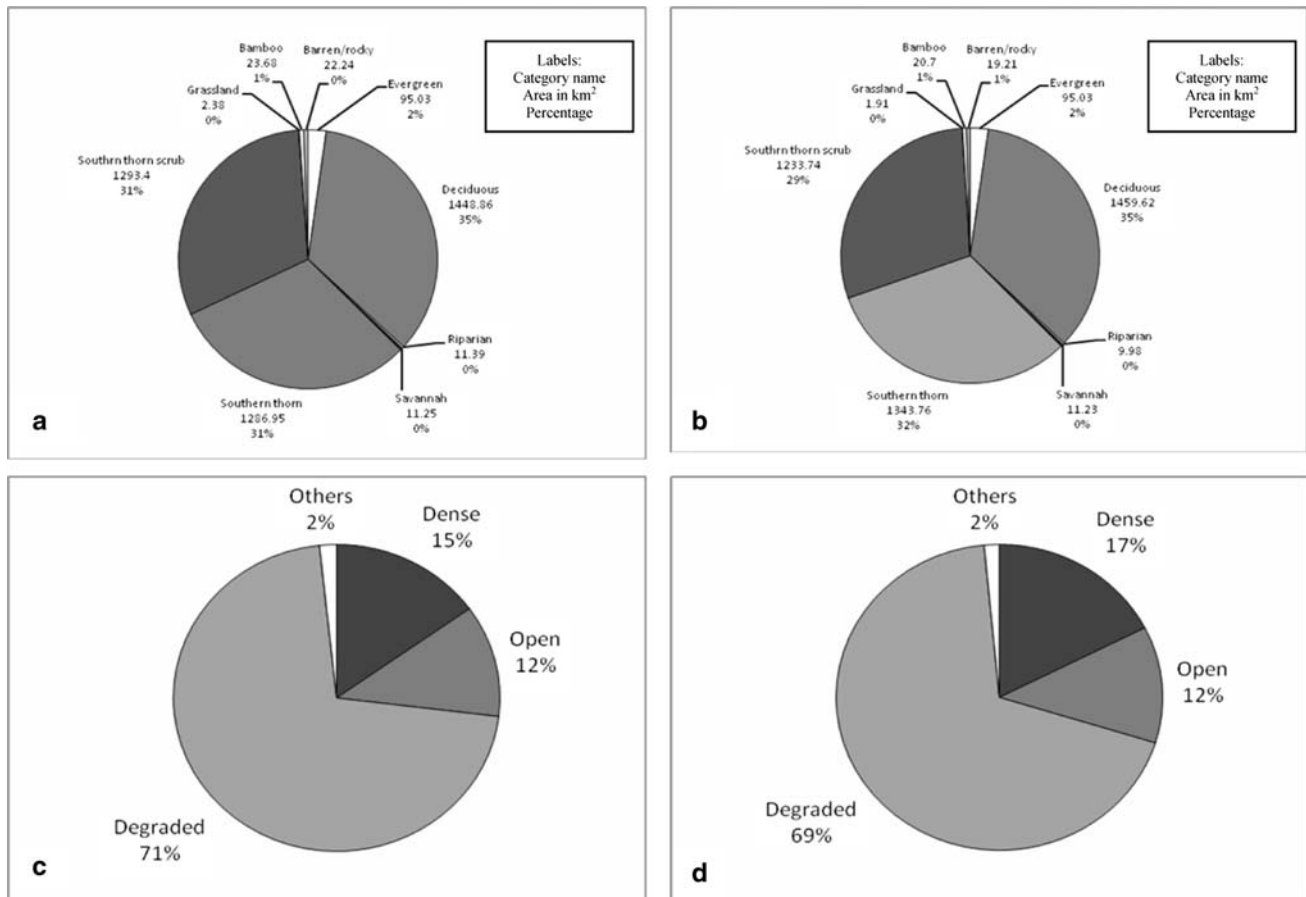 Bamboo
23.68
1%
Barren/rocky
22.24
0%
Grassland
2.38
0%
Evergreen
95.03
2%
Labels:
Category name
Area in km²
Percentage
Southrn thorn scrub
1293.4
31%
Deciduous
1448.86
35%
Riparian
11.39
0%
Savannah
11.25
0%
Southern thorn
1286.95
31%
a
Bamboo
20.7
1%
Barren/rocky
19.21
1%
Grassland
1.91
0%
Evergreen
95.03
2%
Labels:
Category name
Area in km²
Percentage
Southrn thorn scrub
1233.74
29%
Deciduous
1459.62
35%
Riparian
9.98
0%
Savannah
11.23
0%
Southern thorn
1343.76
32%
b
Others
2%
Dense
15%
Open
12%
Degraded
71%
c
Others
2%
Dense
17%
Open
12%
Degraded
69%
d